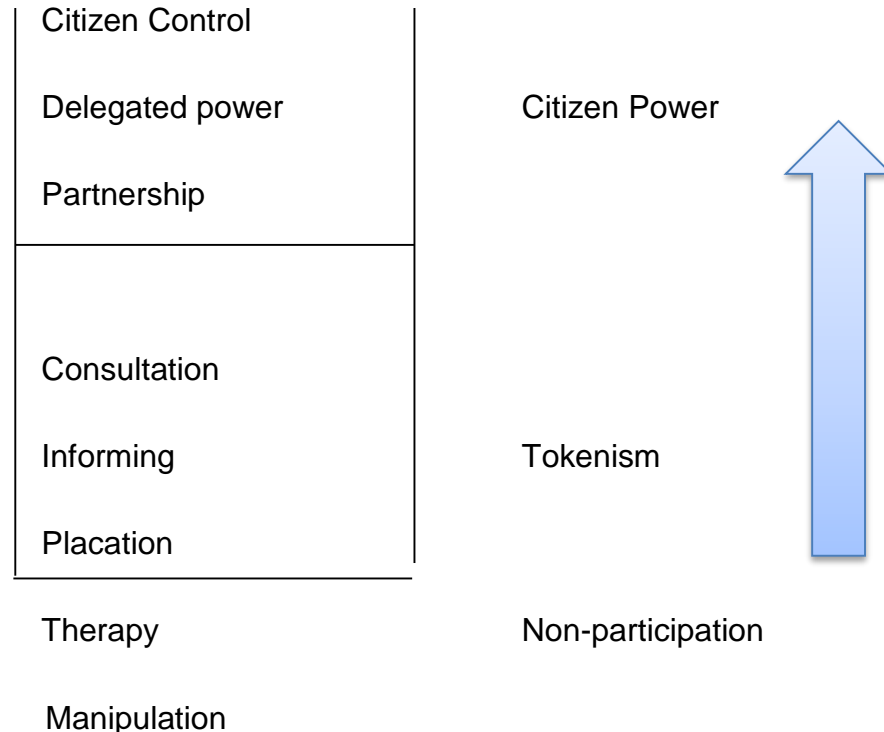 Citizen Control
Delegated power Citizen Power
Partnership
Consultation
Informing Tokenism
Placation
Therapy Non-participation
Manipulation